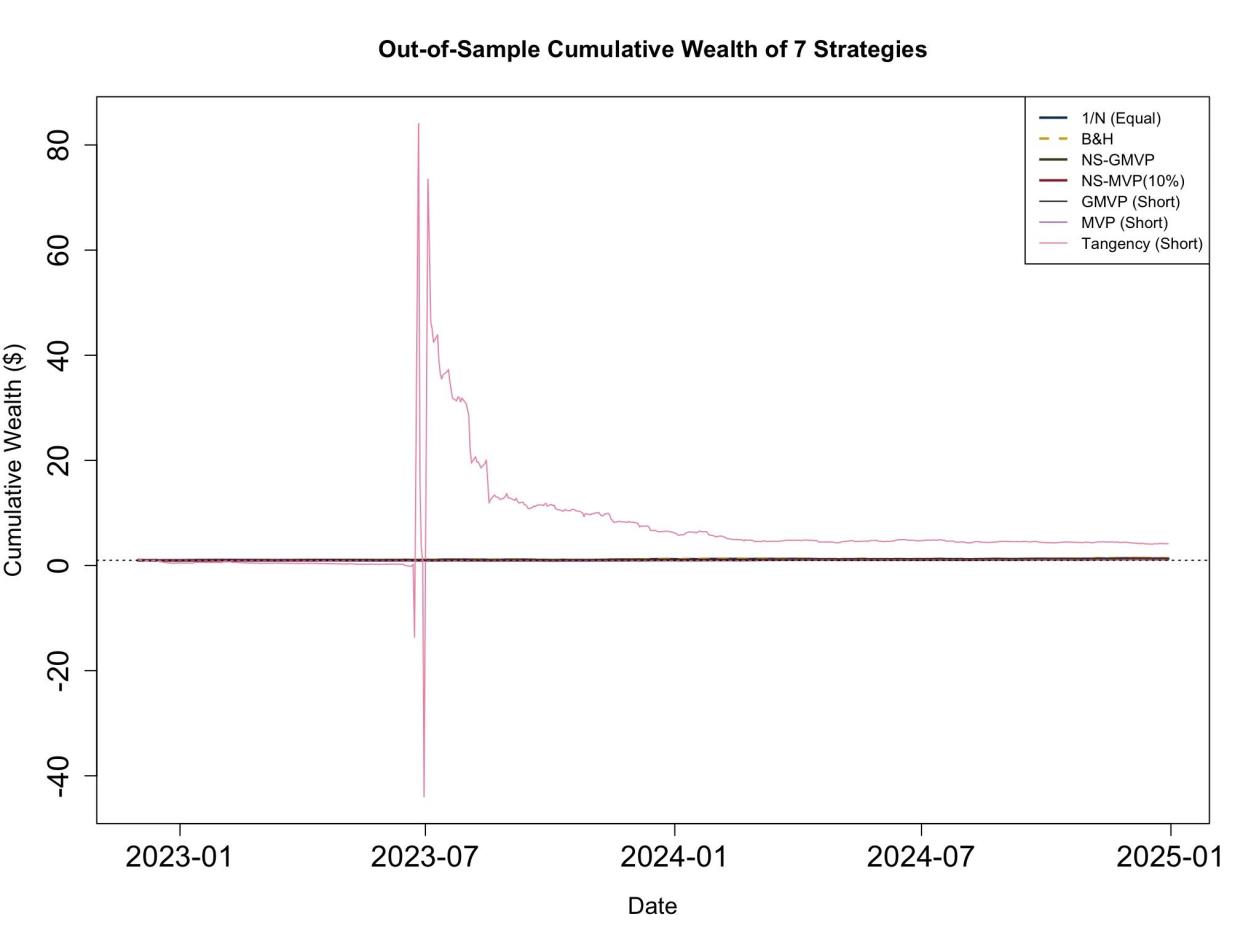 Out-of-Sample Cumulative Wealth of 7 Strategies
1/N (Equal)
B&H
NS-GMVP
NS-MVP(10%)
GMVP (Short)
MVP (Short)
Tangency (Short)
Cumulative Wealth ($)
80
60
40
20
0
-20
-40
2023-01
2023-07
2024-01
2024-07
2025-01
Date